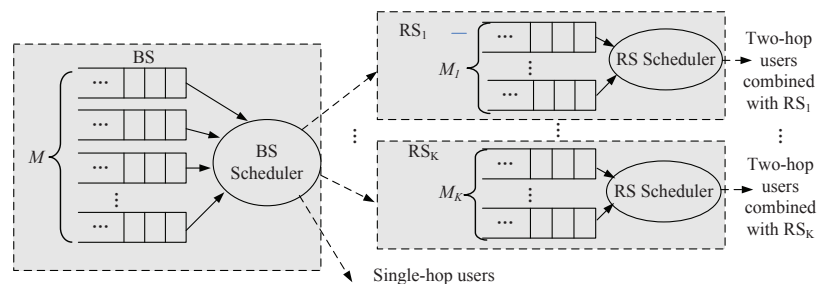 BS
...
...
...
...
M
BS
Scheduler
RS1
...
...
M1
RS Scheduler
Two-hop
users
combined
with RS1
RSK
...
...
MK
RS Scheduler
Two-hop
users
combined
with RSK
Single-hop users